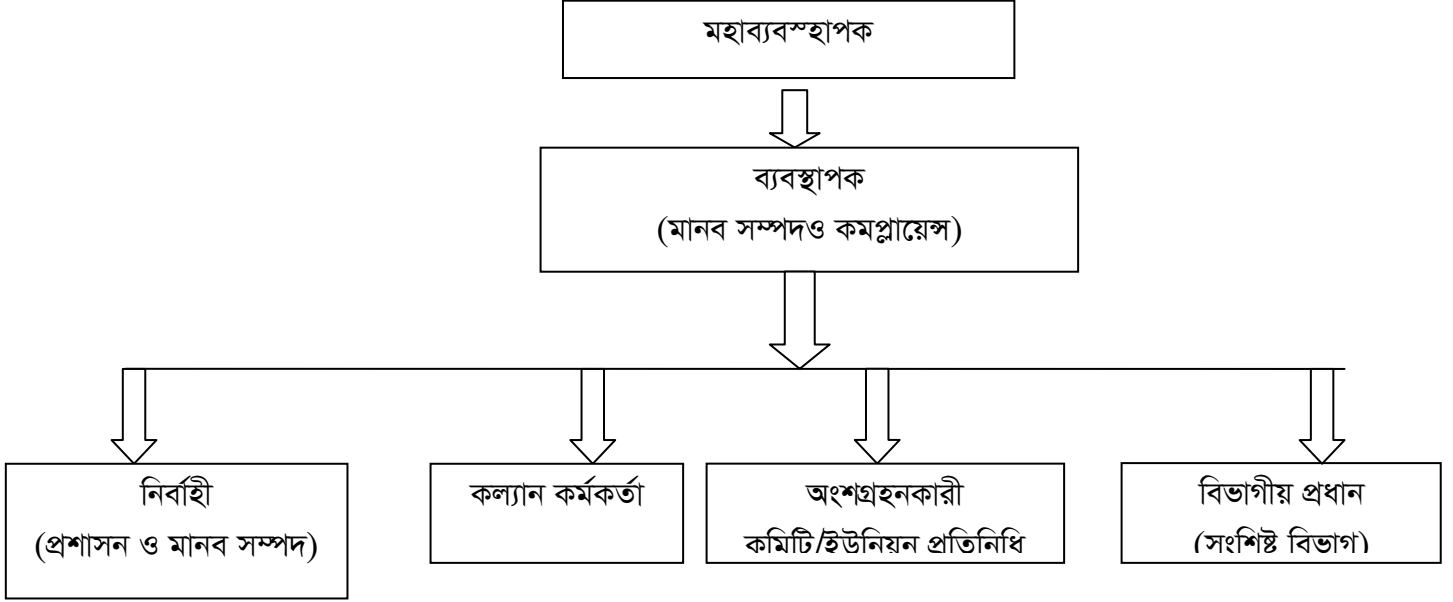 মহাব্যবস্হাপক
ব্যবস্থাপক
(মানব সম্পদও কমপ্লায়েন্স)
নির্বাহী
(প্রশাসন ও মানব সম্পদ)
কল্যান কর্মকর্তা
অংশগ্রহনকারী
কমিটি/ইউনিয়ন প্রতিনিধি
বিভাগীয় প্রধান
(সংশিষ্ট বিভাগ)